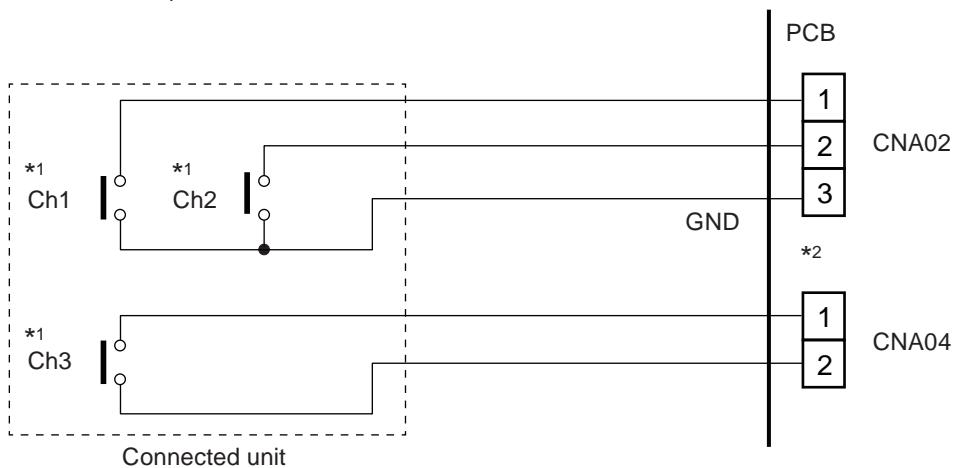 PCB
1
2
CNA02
3
*1
Ch1
*1
Ch2
GND
*2
1
CNA04
2
*1
Ch3
Connected unit